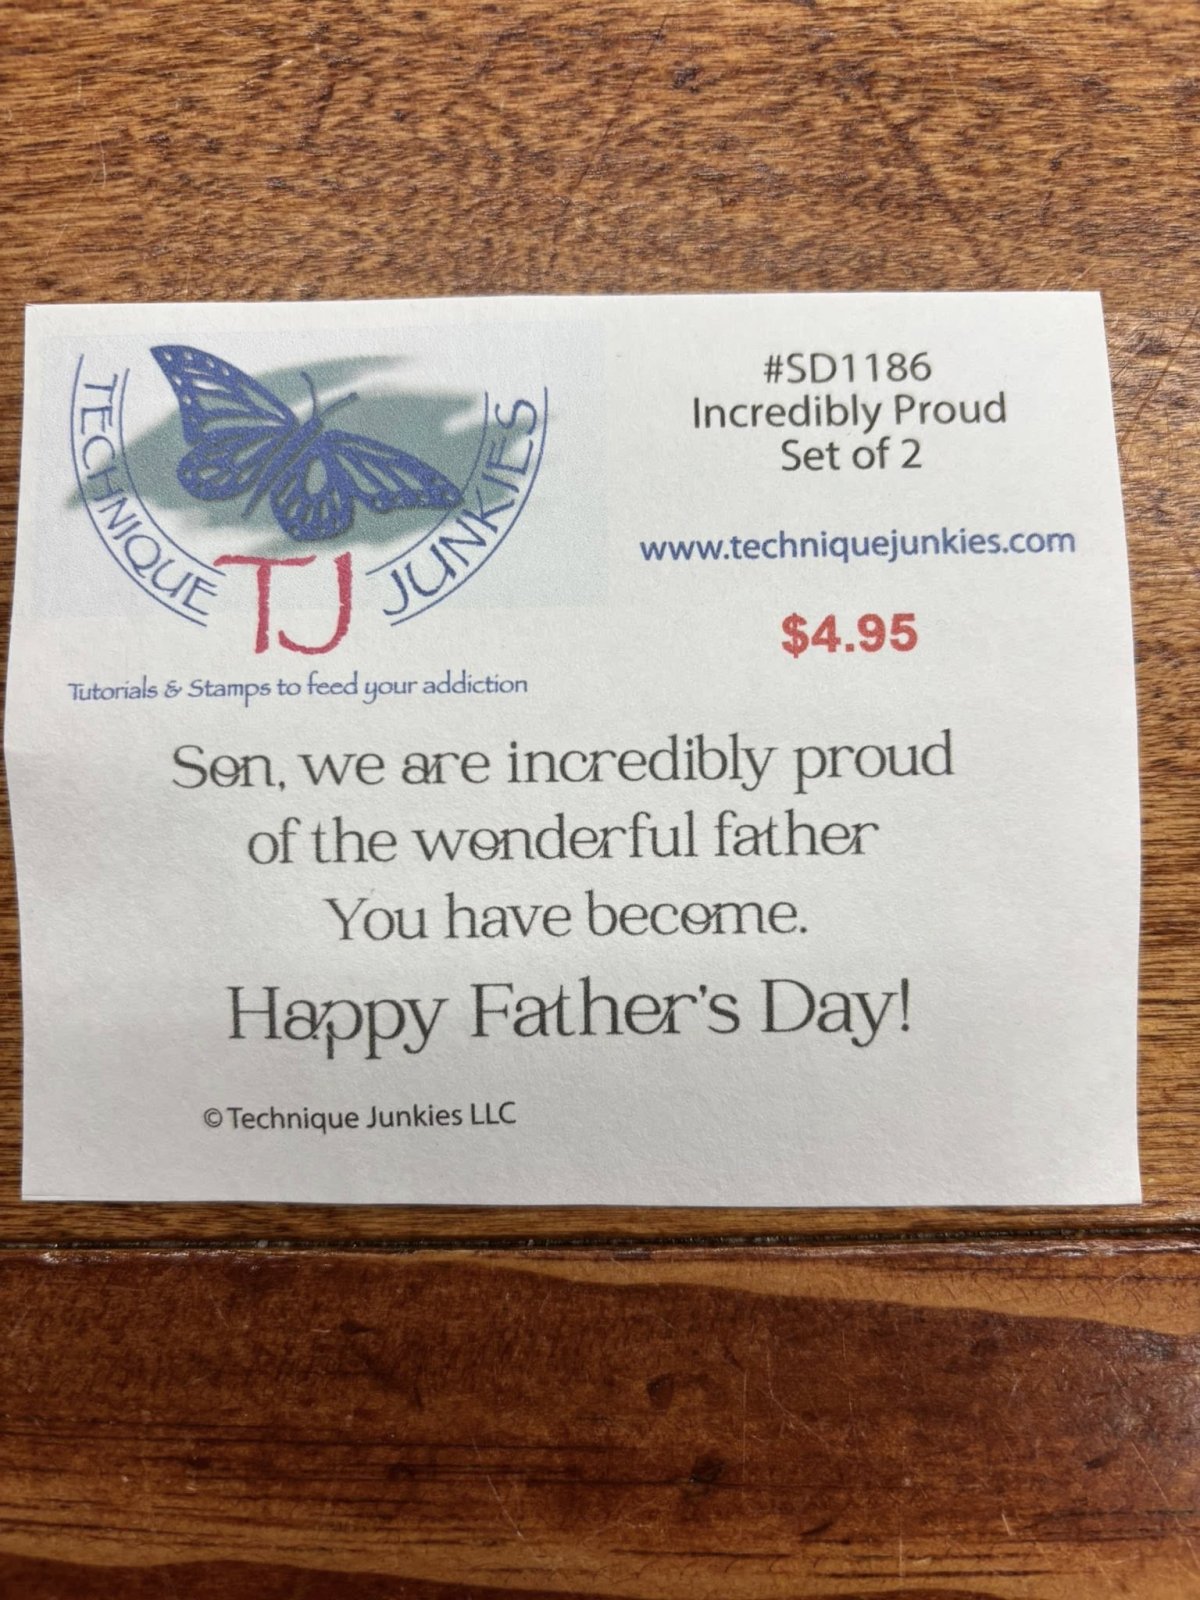 TECHNIQUE JUNKIES
TJ
Tutorials & Stamps to feed your addiction
#SD1186
Incredibly Proud
Set of 2
www.techniquejunkies.com
$4.95
Son, we are incredibly proud
of the wonderful father
You have become.
Happy Father's Day!
© Technique Junkies LLC